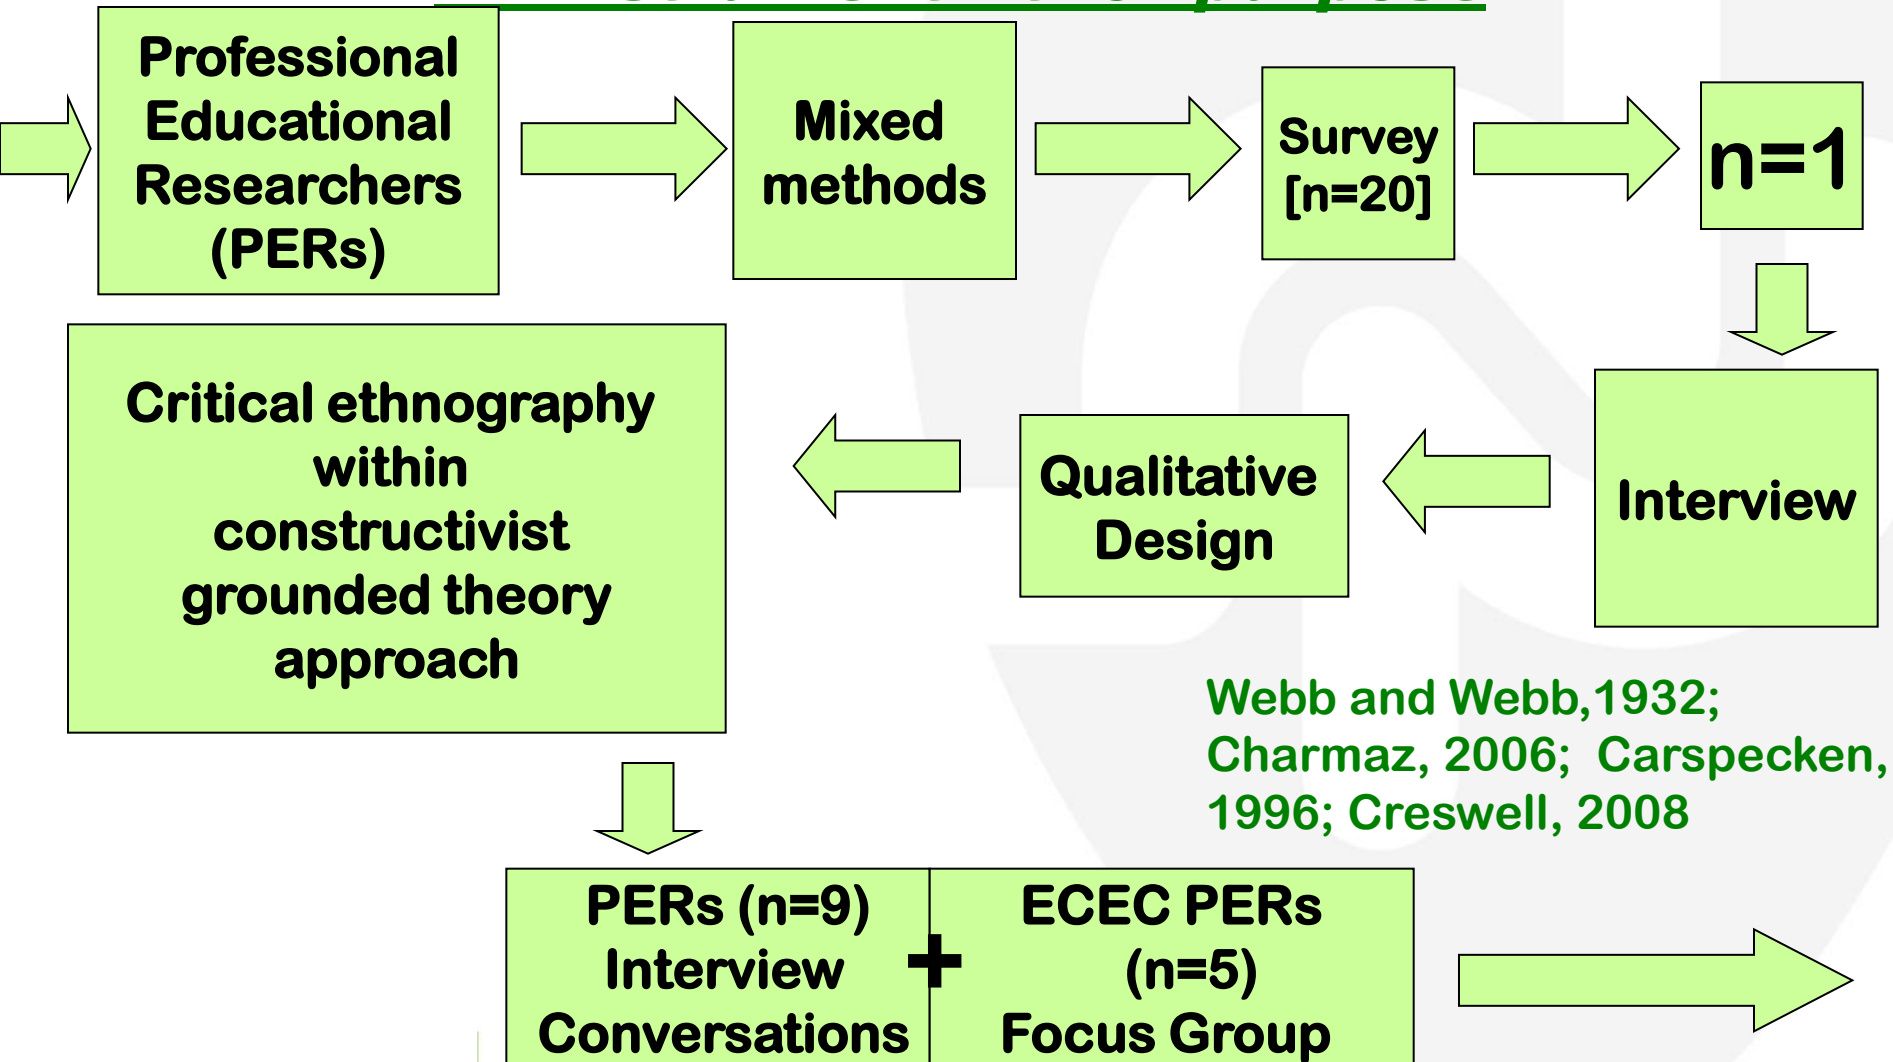 Professional
Educational
Researchers
(PERs)
Mixed
methods
Survey
[n=20]
n=1
Critical ethnography
within
constructivist
grounded theory
approach
Qualitative
Design
Interview
Webb and Webb,1932;
Charmaz, 2006;  Carspecken,
1996; Creswell, 2008
PERs (n=9)
Interview
Conversations
+
ECEC PERs
(n=5)
Focus Group